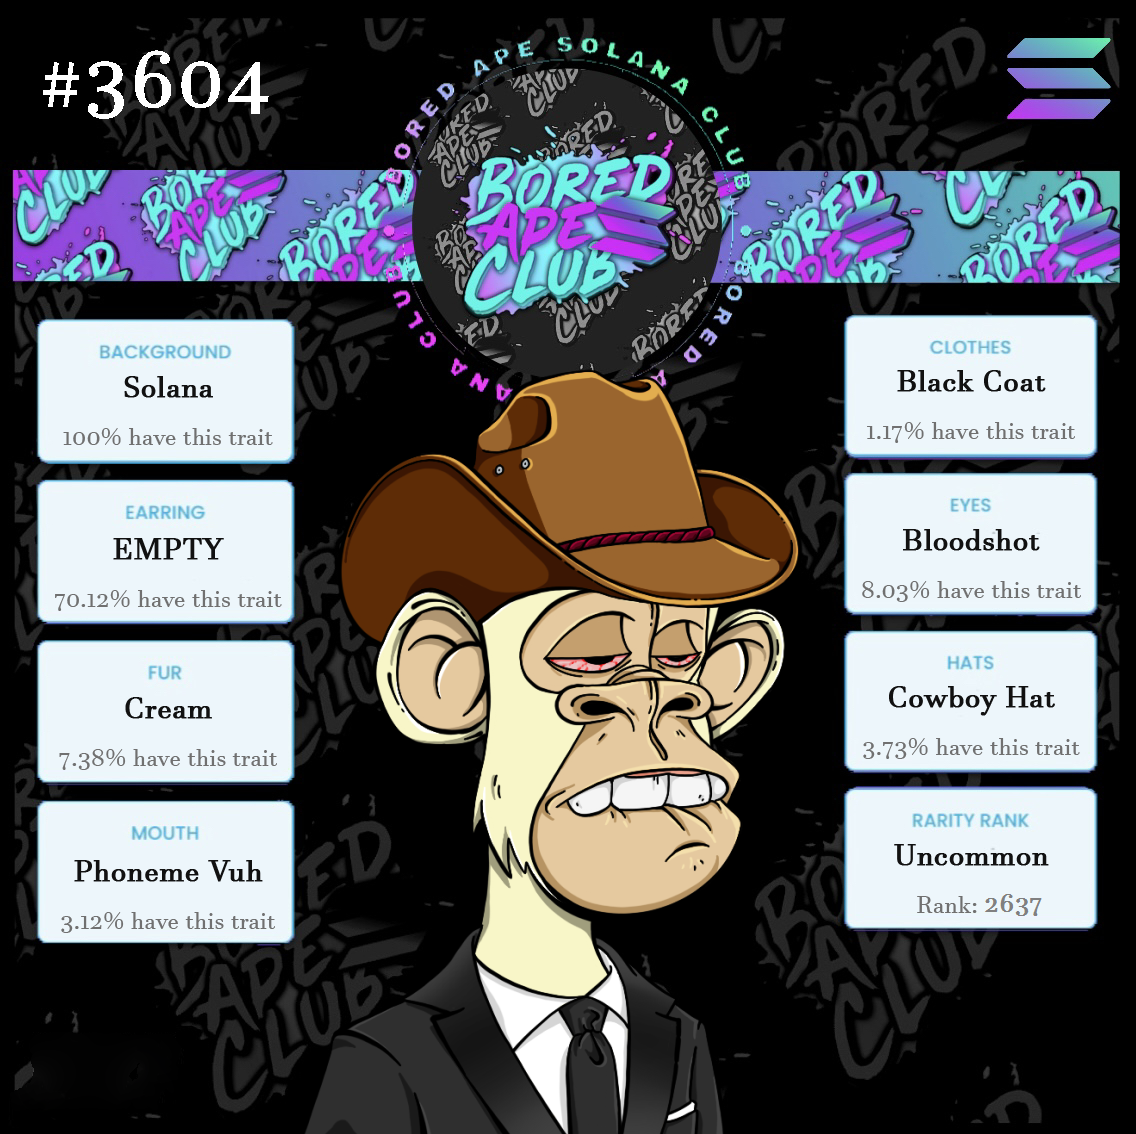 #3604
BORED APE SOLANA CLUB
BORED
APE
CLUB
BACKGROUND
Solana
100% have this trait
EARRING
EMPTY
70.12% have this trait
FUR
Cream
7.38% have this trait
MOUTH
Phoneme Vuh
3.12% have this trait
CLOTHES
Black Coat
1.17% have this trait
EYES
Bloodshot
8.03% have this trait
HATS
Cowboy Hat
3.73% have this trait
RARITY RANK
Uncommon
Rank: 2637